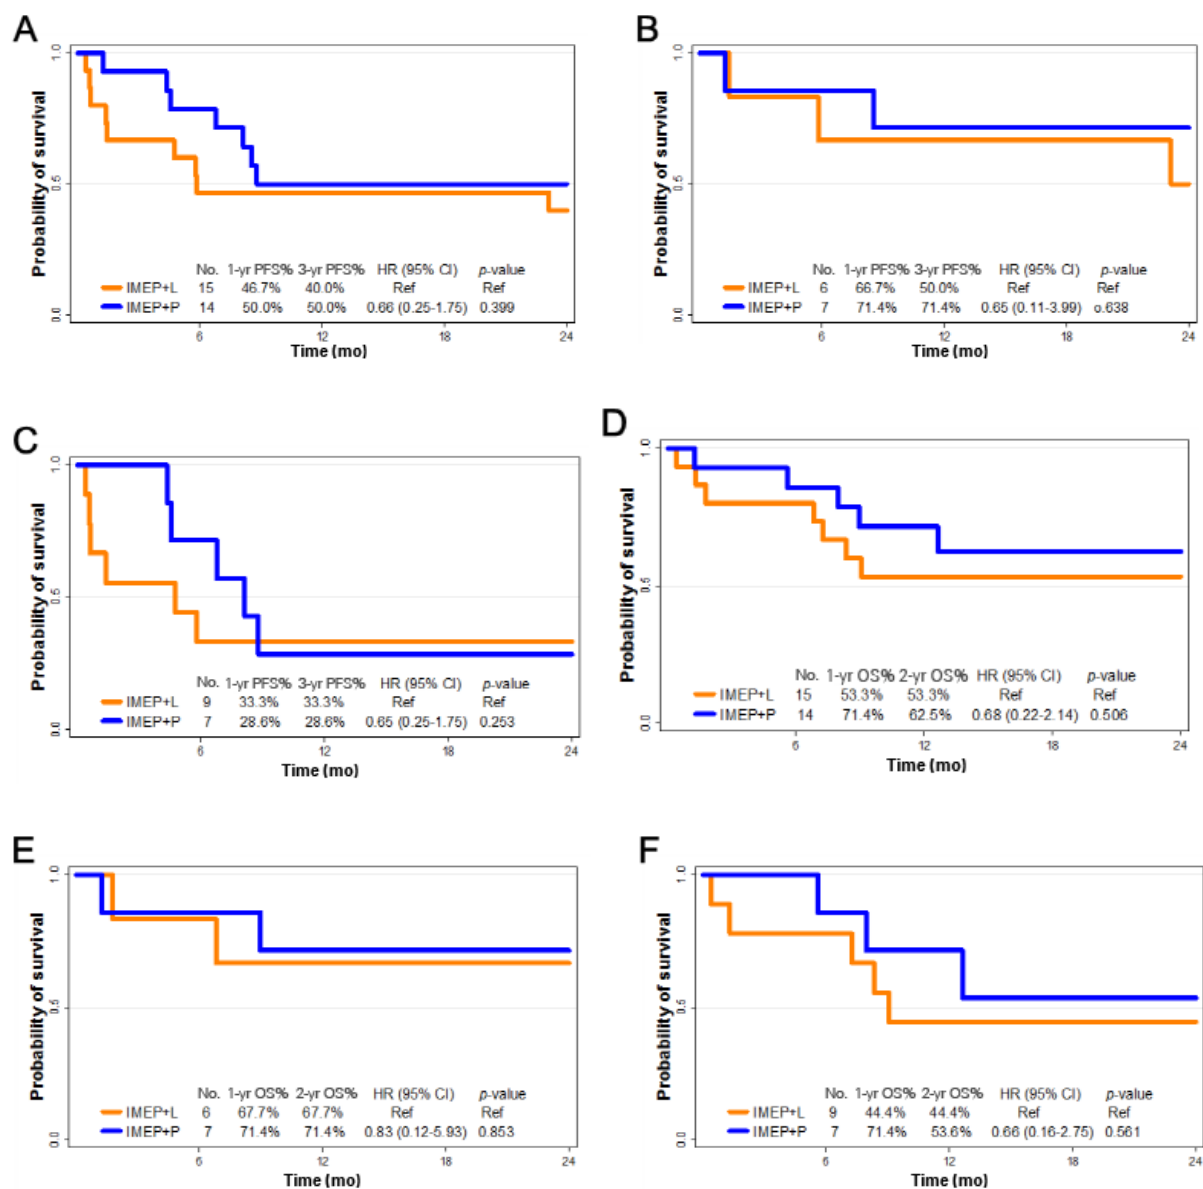 A
Probability of survival
1.0
0.5
0.0
No. 1-yr PFS% 3-yr PFS% HR (95% CI) p-value
IMEP+L 15 46.7% 40.0% Ref Ref
IMEP+P 14 50.0% 50.0% 0.66 (0.25-1.75) 0.399
6 12 18 24
Time (mo)
B
Probability of survival
1.0
0.5
0.0
No. 1-yr PFS% 3-yr PFS% HR (95% CI) p-value
IMEP+L 6 66.7% 50.0% Ref Ref
IMEP+P 7 71.4% 71.4% 0.65 (0.11-3.99) o.638
6 12 18 24
Time (mo)
C
Probability of survival
1.0
0.5
0.0
No. 1-yr PFS% 3-yr PFS% HR (95% CI) p-value
IMEP+L 9 33.3% 33.3% Ref Ref
IMEP+P 7 28.6% 28.6% 0.65 (0.25-1.75) 0.253
6 12 18 24
Time (mo)
D
Probability of survival
1.0
0.5
0.0
No. 1-yr OS% 2-yr OS% HR (95% CI) p-value
IMEP+L 15 53.3% 53.3% Ref Ref
IMEP+P 14 71.4% 62.5% 0.68 (0.22-2.14) 0.506
6 12 18 24
Time (mo)
E
Probability of survival
1.0
0.5
0.0
No. 1-yr OS% 2-yr OS% HR (95% CI) p-value
IMEP+L 6 67.7% 67.7% Ref Ref
IMEP+P 7 71.4% 71.4% 0.83 (0.12-5.93) 0.853
6 12 18 24
Time (mo)
F
Probability of survival
1.0
0.5
0.0
No. 1-yr OS% 2-yr OS% HR (95% CI) p-value
IMEP+L 9 44.4% 44.4% Ref Ref
IMEP+P 7 71.4% 53.6% 0.66 (0.16-2.75) 0.561
6 12 18 24
Time (mo)